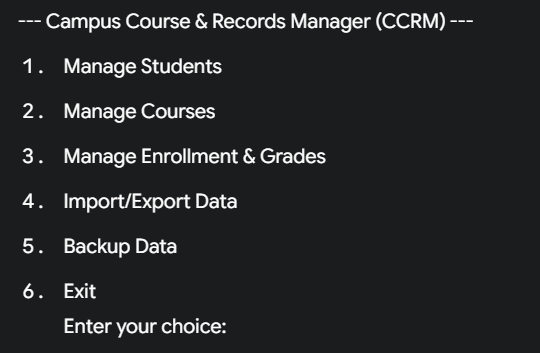 --- Campus Course & Records Manager (CCRM) ---
1. Manage Students
2. Manage Courses
3. Manage Enrollment & Grades
4. Import/Export Data
5. Backup Data
6. Exit
Enter your choice: